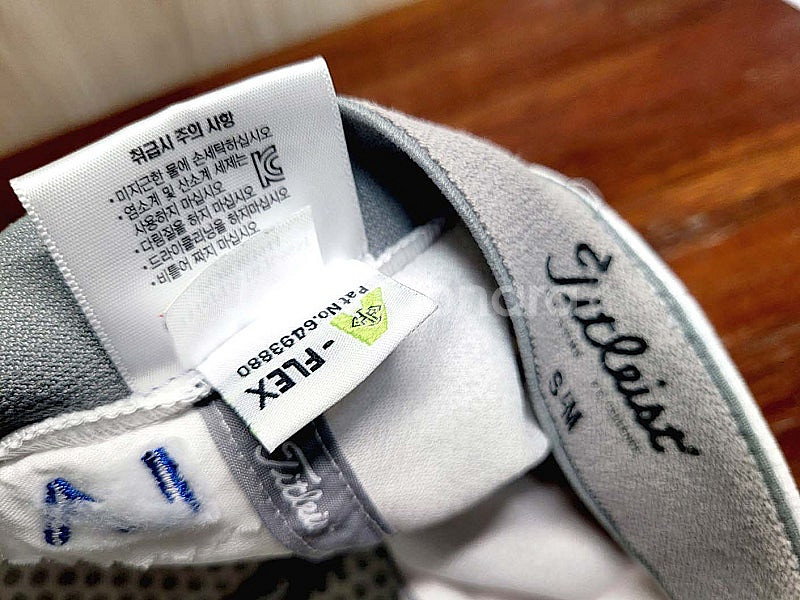 취급시 주의 사항
• 미지근한 물에 손세탁하십시오
• 염소계 및 산소계 세제는
사용하지 마십시오
• 다림질을 하지 마십시오
• 드라이클리닝을 하지마십시오
• 비틀어 짜지 마십시오
Pat No.6493880
-FLEX
Titleist
S/M
Titlei